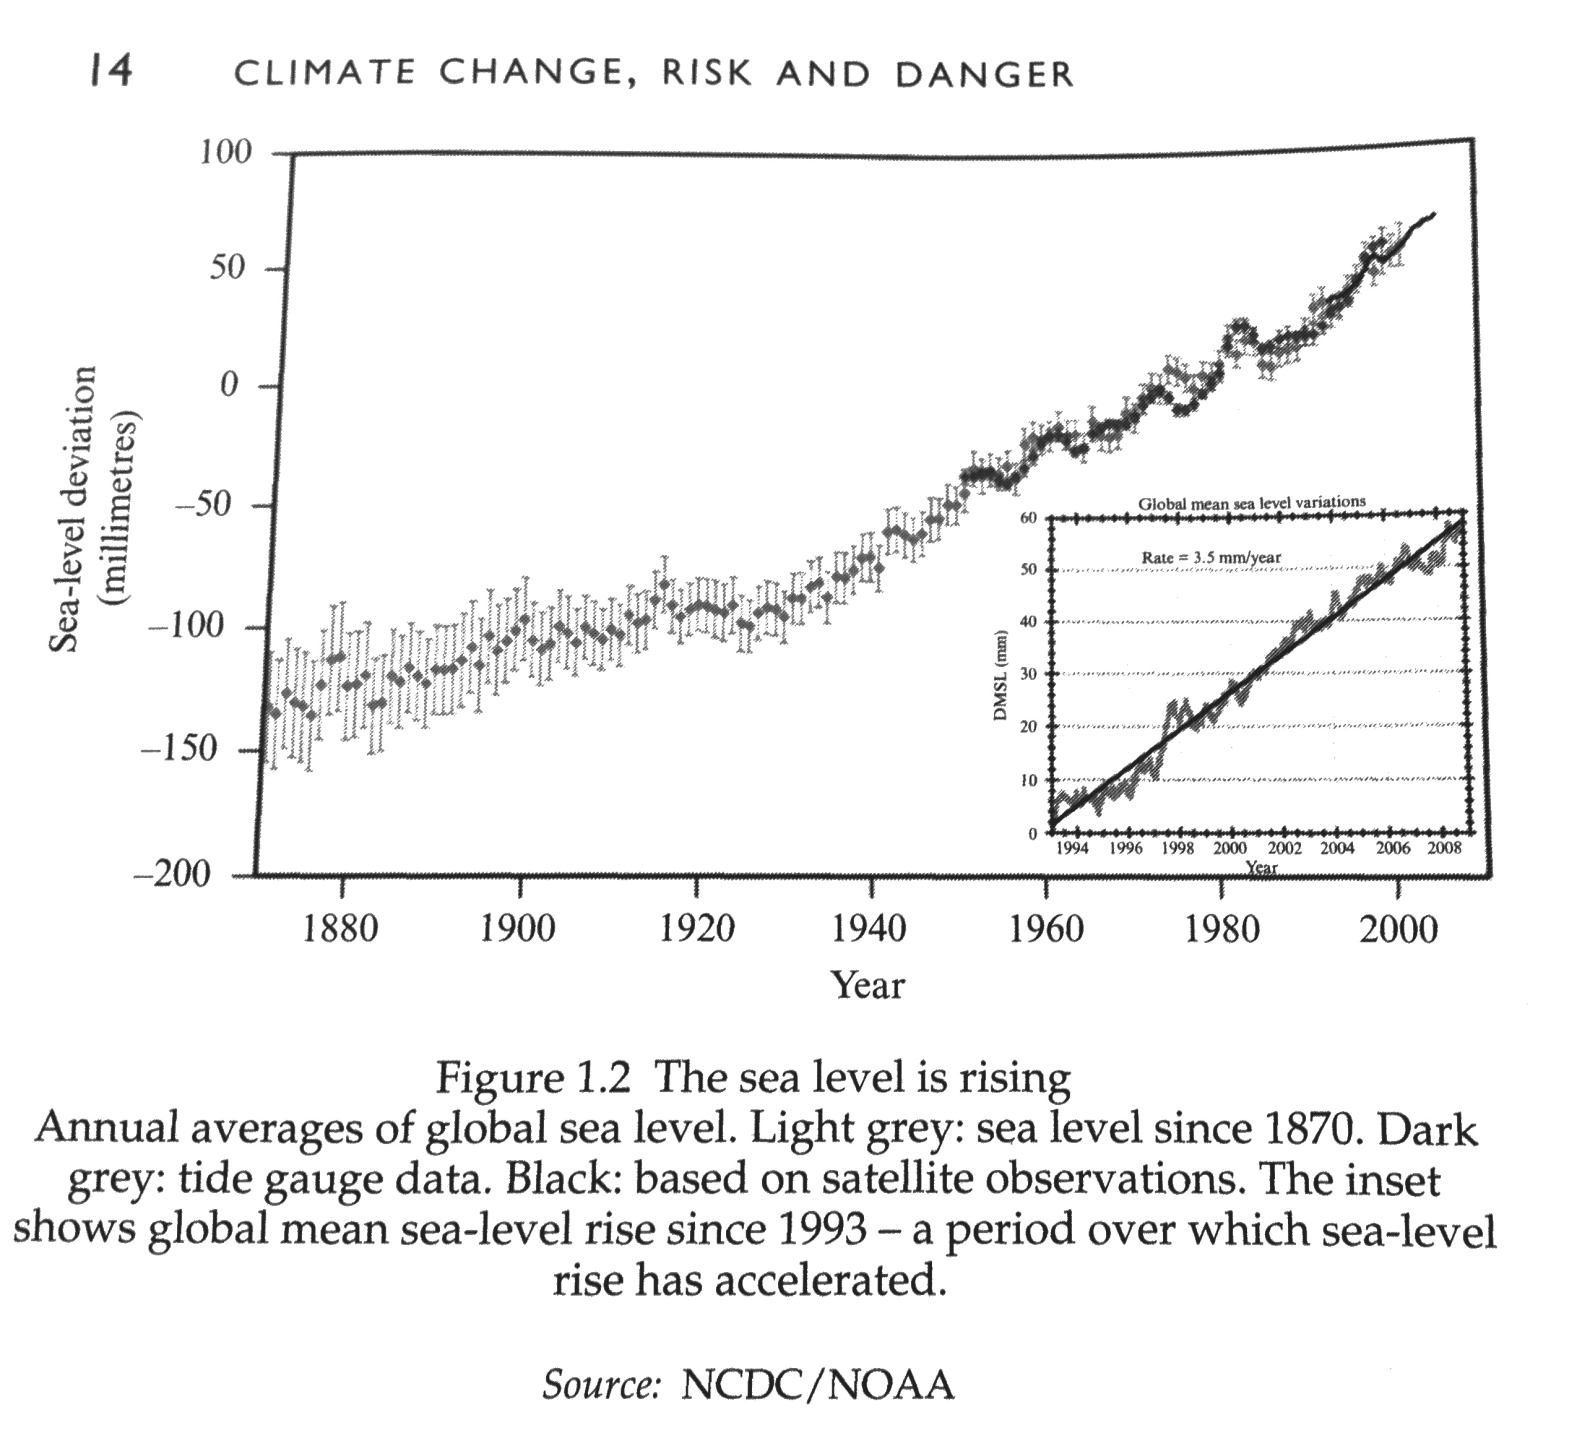 14 CLIMATE CHANGE, RISK AND DANGER
100
50
0
–50
–100
–150
–200
Sea-level deviation
(millimetres)
1880 1900 1920 1940 1960 1980 2000
Year
Global mean sea level variations
Rate = 3.5 mm/year
60
50
40
30
20
10
0
DMSL (mm)
1994 1996 1998 2000 2002 2004 2006 2008
Year
Figure 1.2 The sea level is rising
Annual averages of global sea level. Light grey: sea level since 1870. Dark
grey: tide gauge data. Black: based on satellite observations. The inset
shows global mean sea-level rise since 1993 – a period over which sea-level
rise has accelerated.
Source: NCDC/NOAA